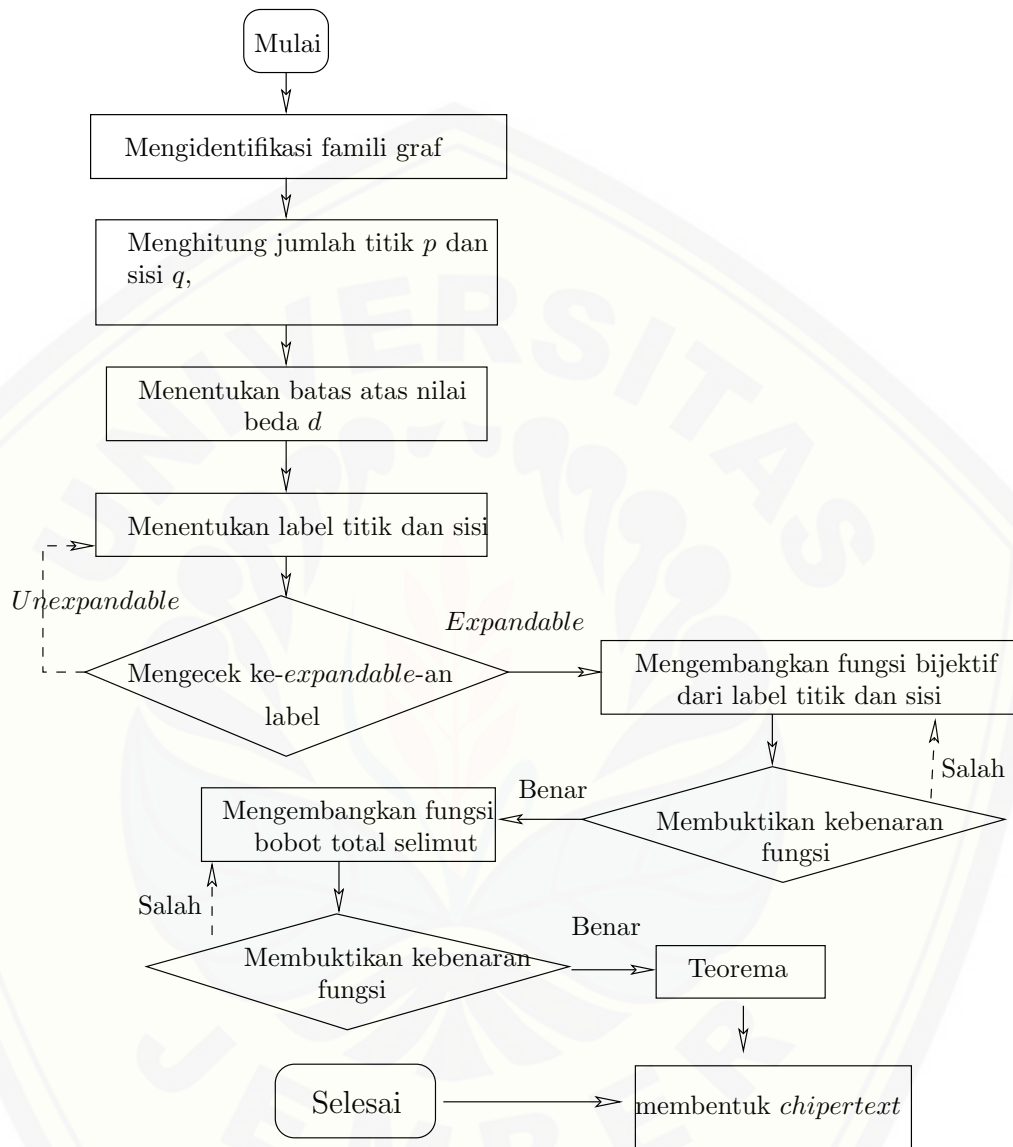 Mulai
Mengidentifikasi famili graf
Menghitung jumlah titik p dan
sisi q,
Menentukan batas atas nilai
beda d
Menentukan label titik dan sisi
Unexpandable
Expandable
Mengecek ke-expandable-an
label
Mengembangkan fungsi bijektif
dari label titik dan sisi
Salah
Benar
Membuktikan kebenaran
fungsi
Mengembangkan fungsi
bobot total selimut
Salah
Benar
Membuktikan kebenaran
fungsi
Teorema
Selesai
membentuk chipertext
UNIVERSITAS
JEMBER